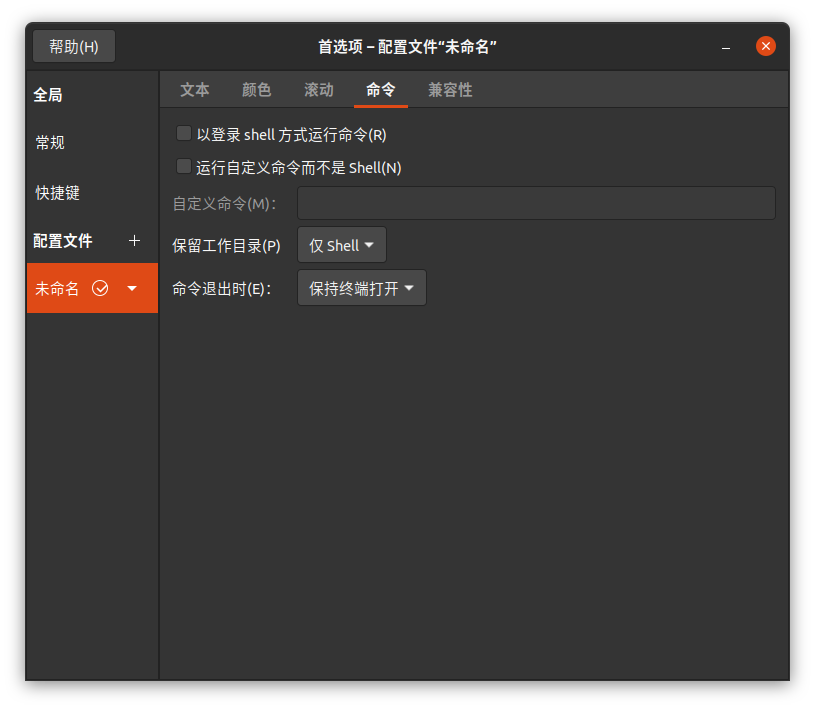 帮助(H)
首选项 – 配置文件“未命名”
全局
常规
快捷键
配置文件
未命名
文本 颜色 滚动 命令 兼容性
以登录 shell 方式运行命令(R)
运行自定义命令而不是 Shell(N)
自定义命令(M):
保留工作目录(P) 仅 Shell
命令退出时(E): 保持终端打开